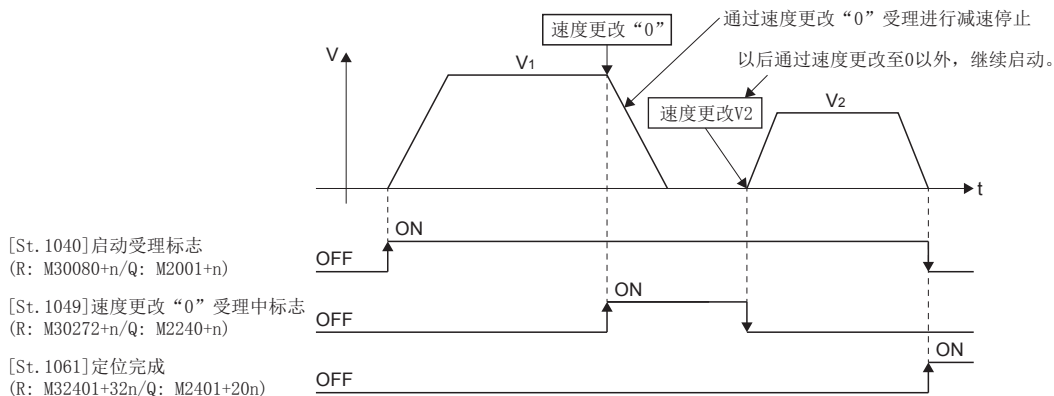 速度更改“0”
通过速度更改“0”受理进行减速停止
以后通过速度更改至0以外，继续启动。
V
V1
速度更改V2
V2
t
[St.1040]启动受理标志
(R: M30080+n/Q: M2001+n)
OFF
ON
[St.1049]速度更改“0”受理中标志
(R: M30272+n/Q: M2240+n)
OFF
ON
[St.1061]定位完成
(R: M32401+32n/Q: M2401+20n)
OFF
ON